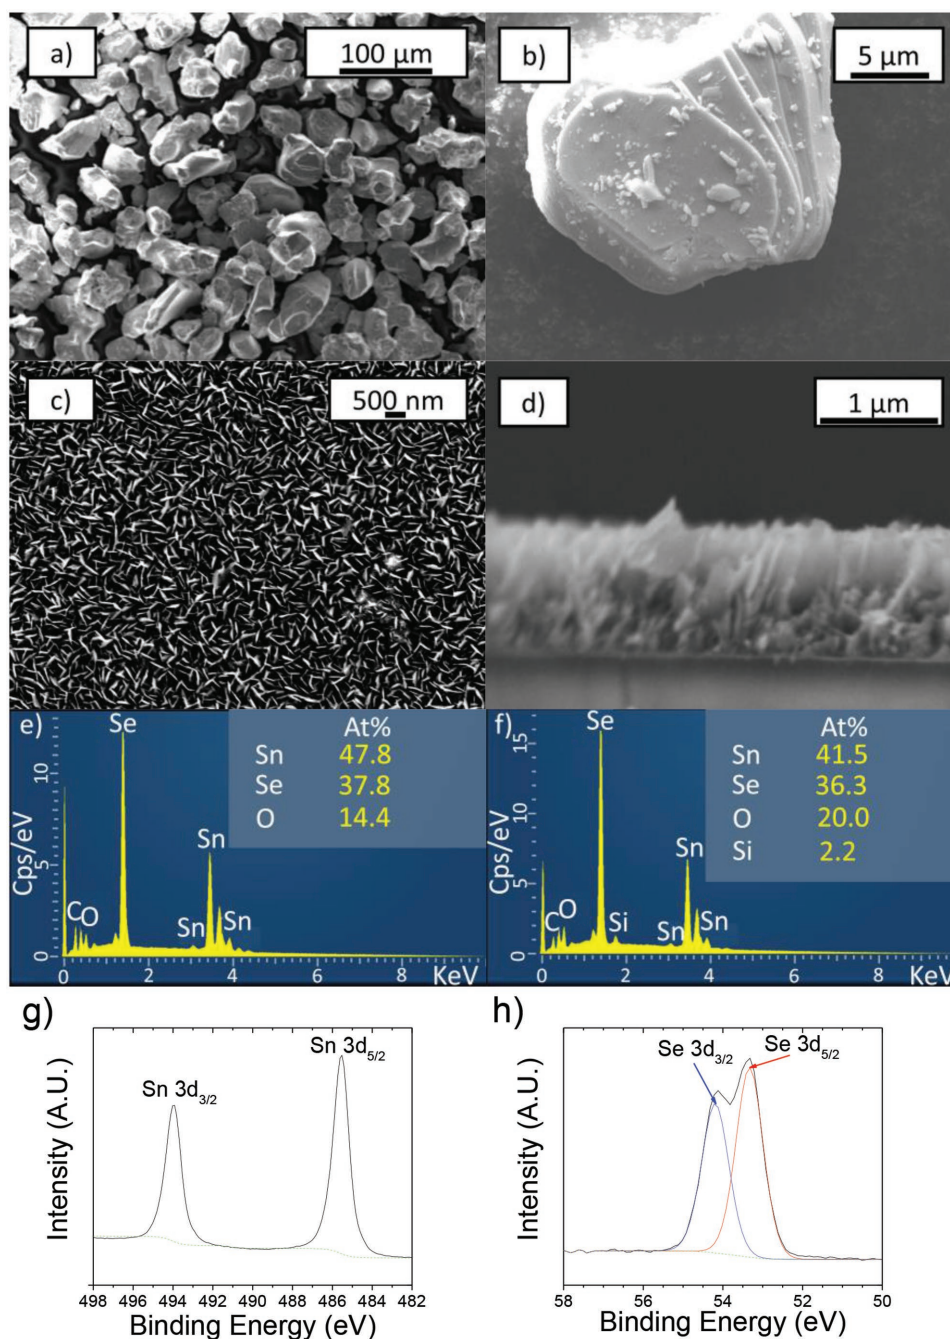 a)
100 µm
b)
5 µm
c)
500 nm
d)
1 µm
e)
Se
At%
Sn 47.8
Se 37.8
O 14.4
10
5
0
Cps/eV
C
O
Sn
Sn
Sn
0 2 4 6 8 KeV
f)
Se
At%
Sn 41.5
Se 36.3
O 20.0
Si 2.2
15
10
5
0
Cps/eV
C
O
Si
Sn
Sn
Sn
0 2 4 6 8 KeV
g)
Sn 3d5/2
Sn 3d3/2
Intensity (A.U.)
498 496 494 492 490 488 486 484 482
Binding Energy (eV)
h)
Se 3d3/2
Se 3d5/2
Intensity (A.U.)
58 56 54 52 50
Binding Energy (eV)